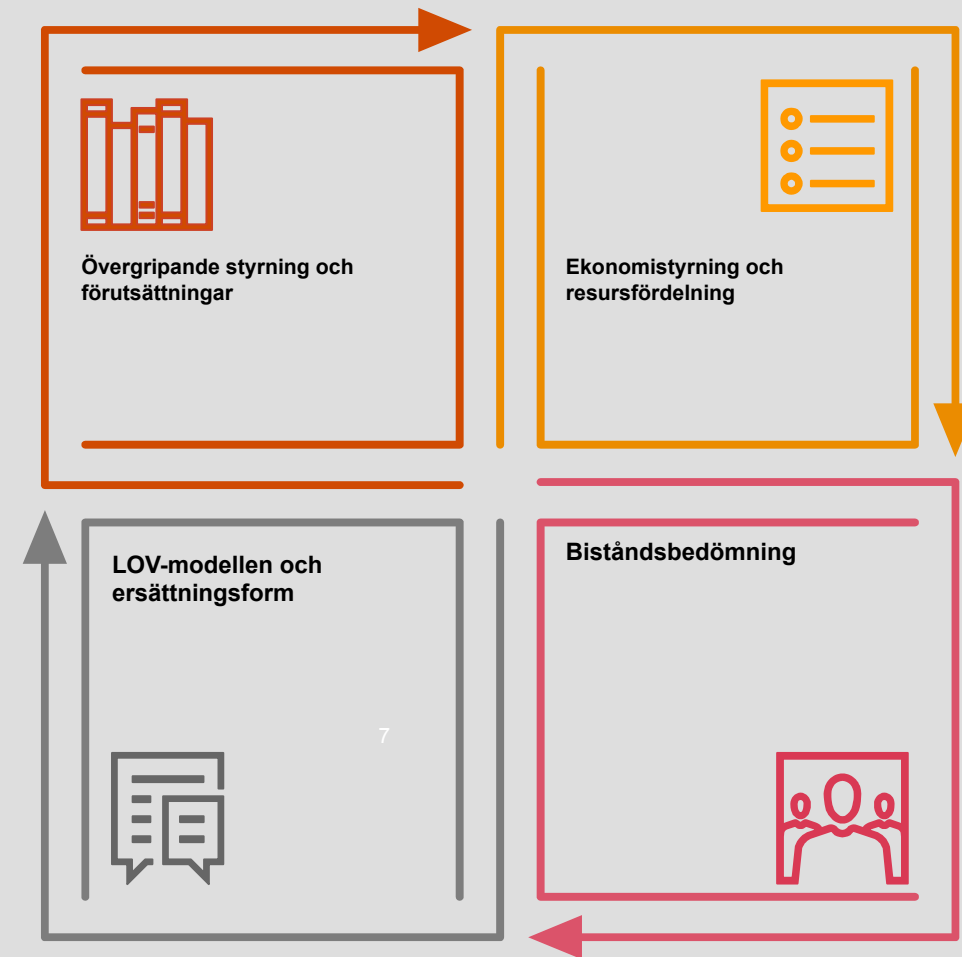 Övergripande styrning och
förutsättningar
Ekonomistyrning och
resursfördelning
LOV-modellen och
ersättningsform
Biståndsbedömning
7